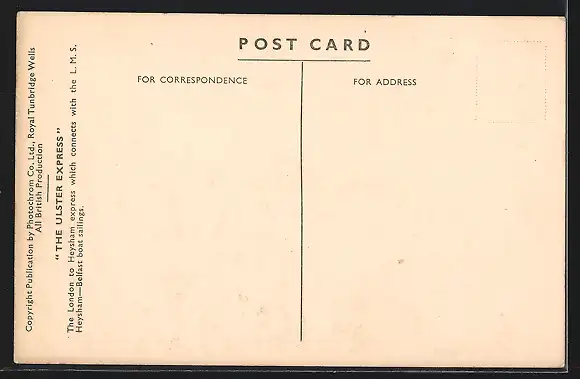 POST CARD
FOR CORRESPONDENCE
FOR ADDRESS
Copyright Publication by Photochrom Co. Ltd., Royal Tunbridge Wells
All British Production
"THE ULSTER EXPRESS"
The London to Heysham express which connects with the L. M. S.
Heysham—Belfast boat sailings.